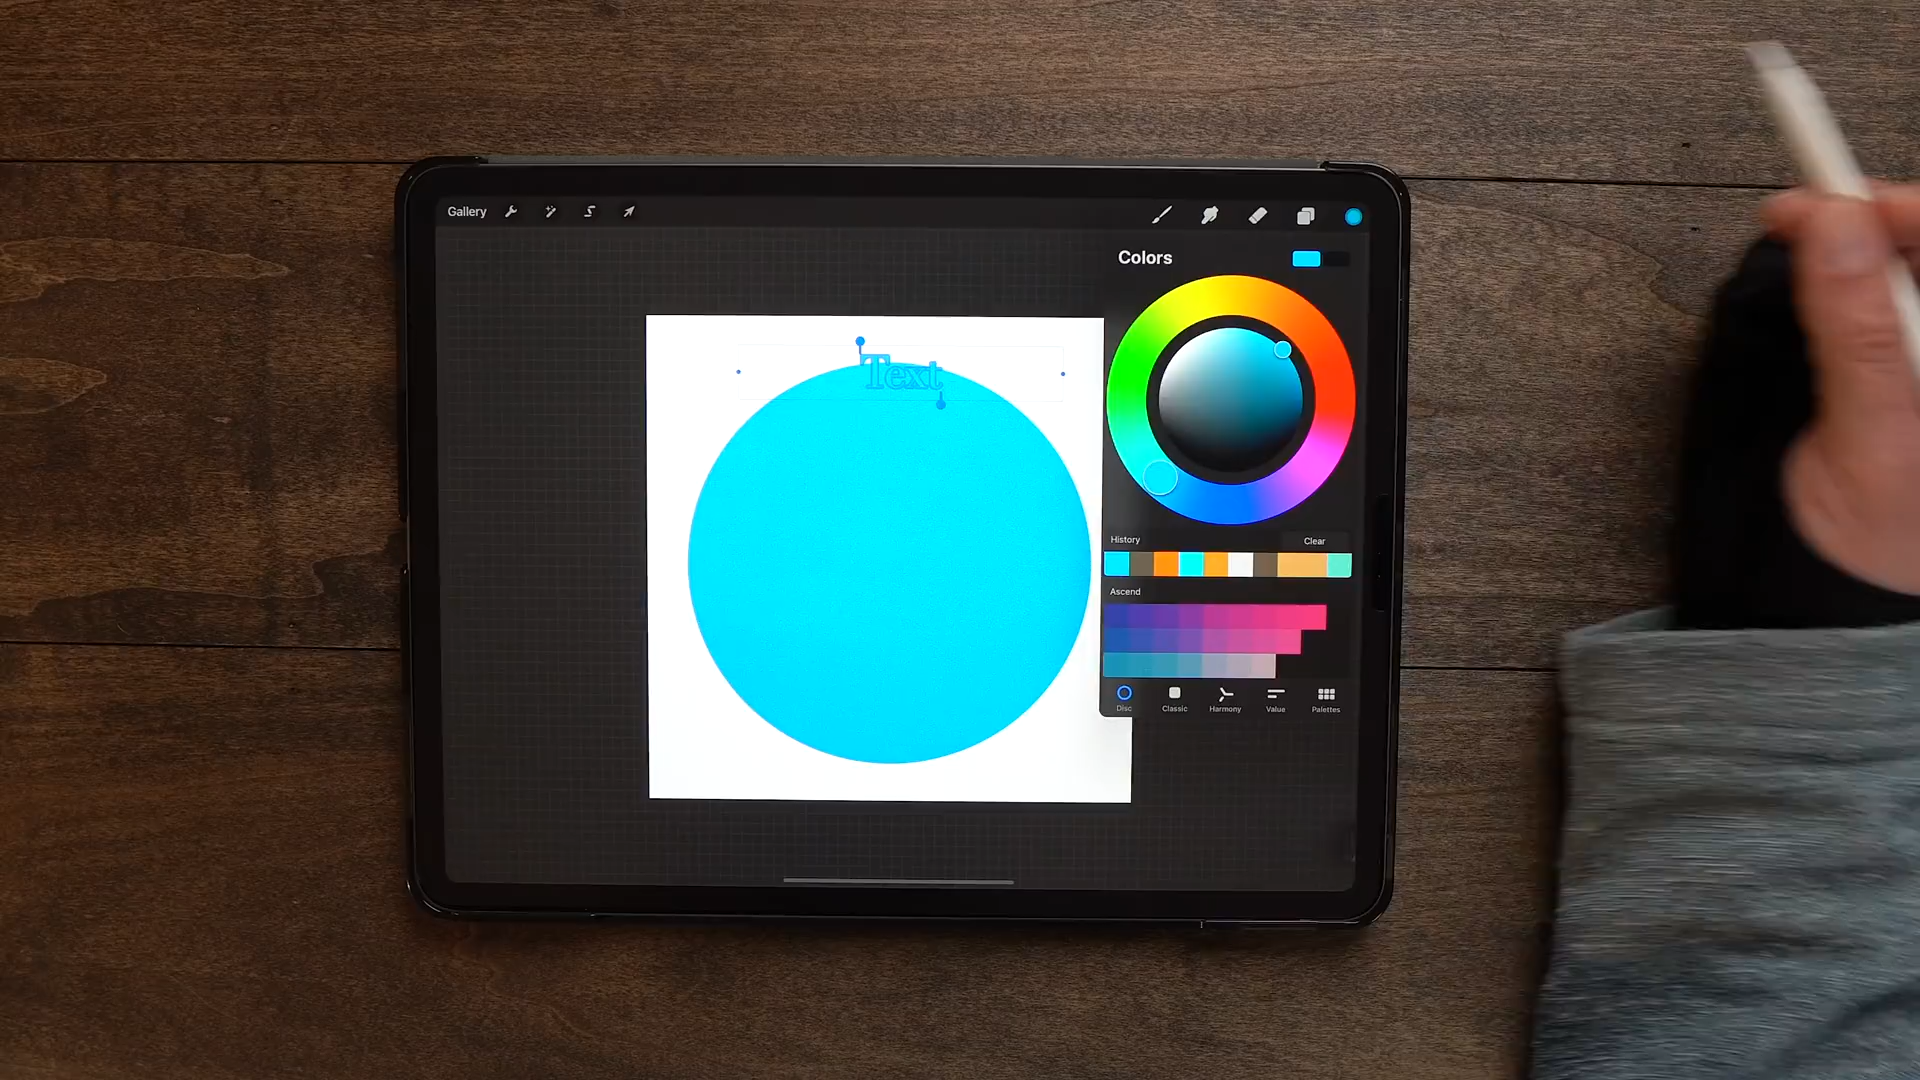 Gallery
Colors
Text
History
Clear
Ascend
Disc
Classic
Harmony
Value
Palettes